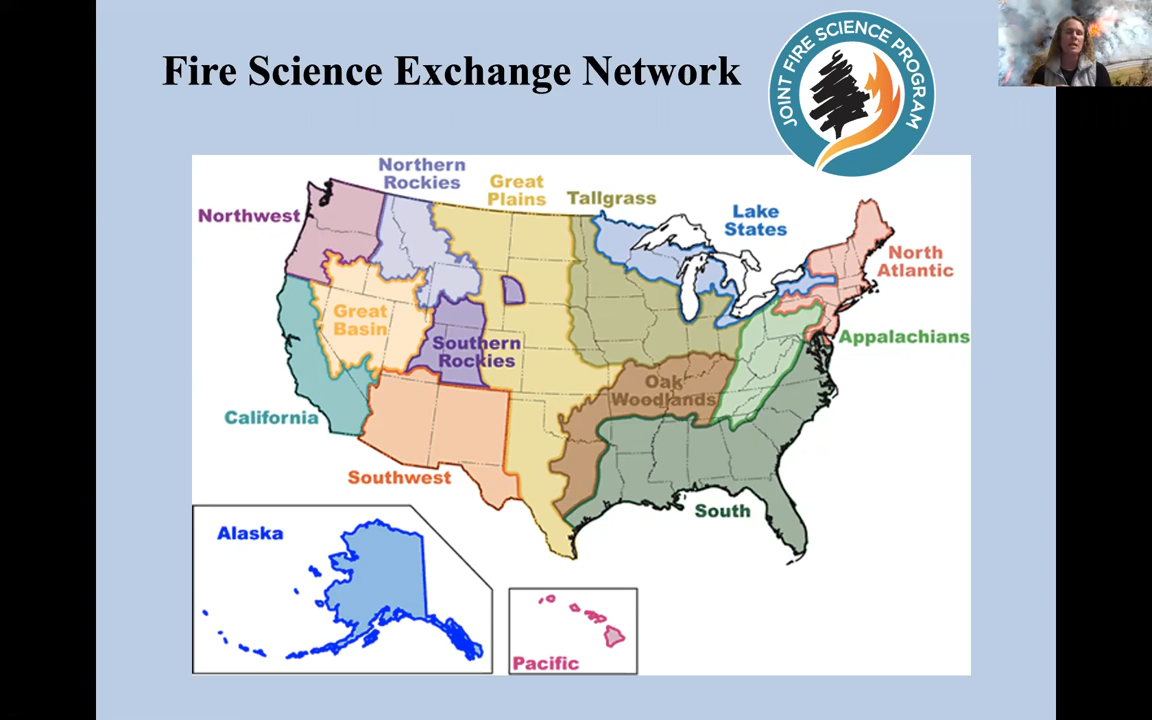 Fire Science Exchange Network
JOINT FIRE SCIENCE PROGRAM
Northern
Rockies
Great
Plains
Tallgrass
Northwest
Lake
States
North
Atlantic
Great
Basin
Southern
Rockies
Appalachians
Oak
Woodlands
California
Southwest
South
Alaska
Pacific